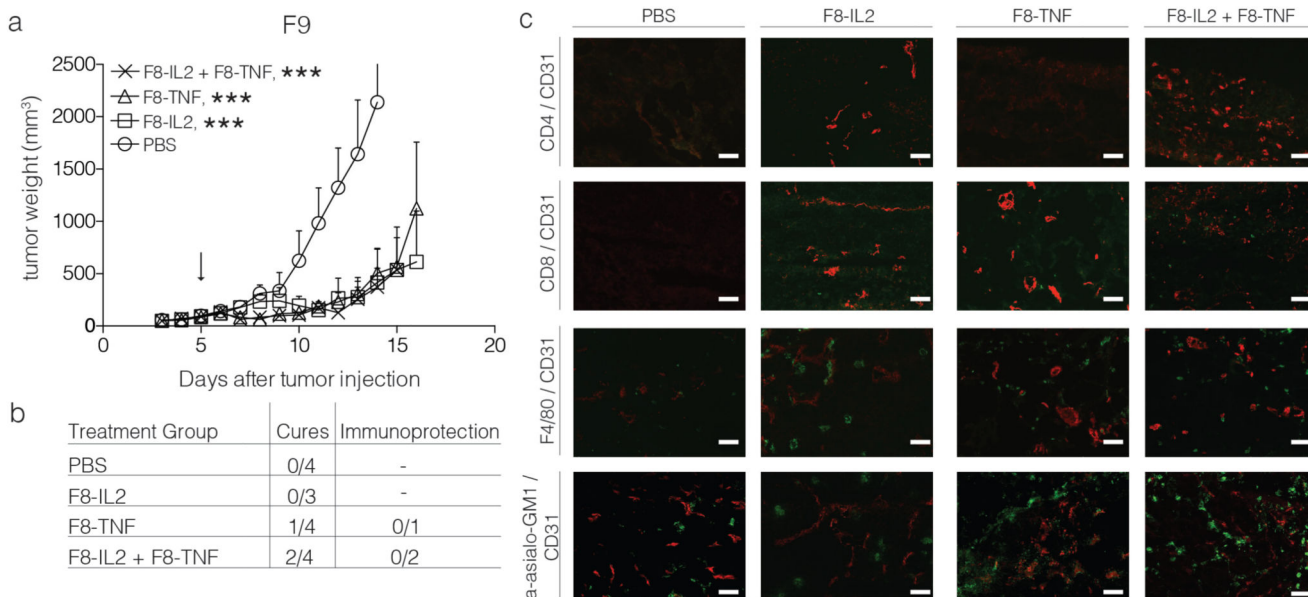 a
F9
2500
2000
1500
1000
500
0
0
5
10
15
20
tumor weight (mm³)
Days after tumor injection
F8-IL2 + F8-TNF, ★★★
F8-TNF, ★★★
F8-IL2, ★★★
PBS
b
Treatment Group Cures Immunoprotection
PBS 0/4 -
F8-IL2 0/3 -
F8-TNF 1/4 0/1
F8-IL2 + F8-TNF 2/4 0/2
c
PBS F8-IL2 F8-TNF F8-IL2 + F8-TNF
CD4 / CD31
CD8 / CD31
F4/80 / CD31
a-asialo-GM1 /
CD31